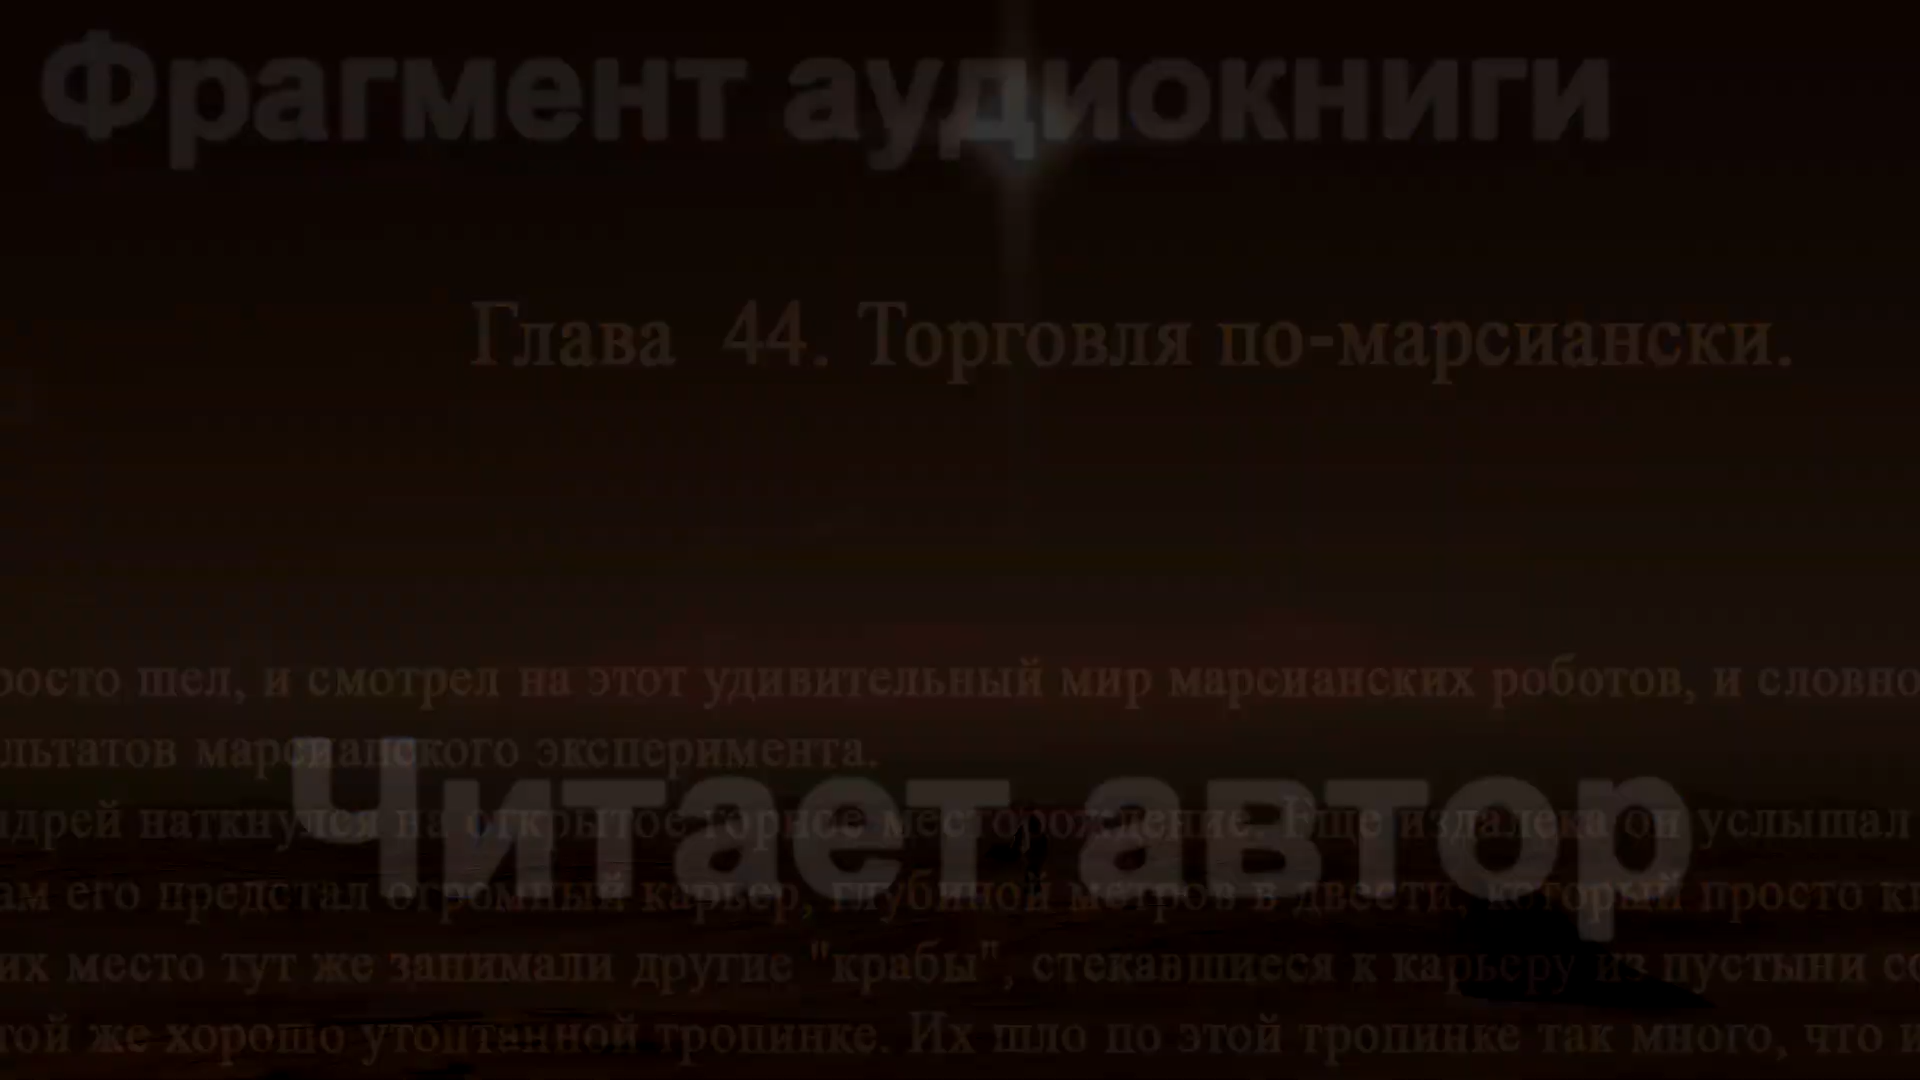 Фрагмент аудиокниги
Глава 44. Торговля по-марсиански.
росто шел, и смотрел на этот удивительный мир марсианских роботов, и словно
льтатов марсианского эксперимента.
Читает автор
ндрей наткнулся на открытое горное месторождение. Еще издалека он услышал
ам его предстал огромный карьер, глубиной метров в двести, который просто ки
их место тут же занимали другие "крабы", стекавшиеся к карьеру из пустыни со
той же хорошо утоптанной тропинке. Их шло по этой тропинке так много, что и